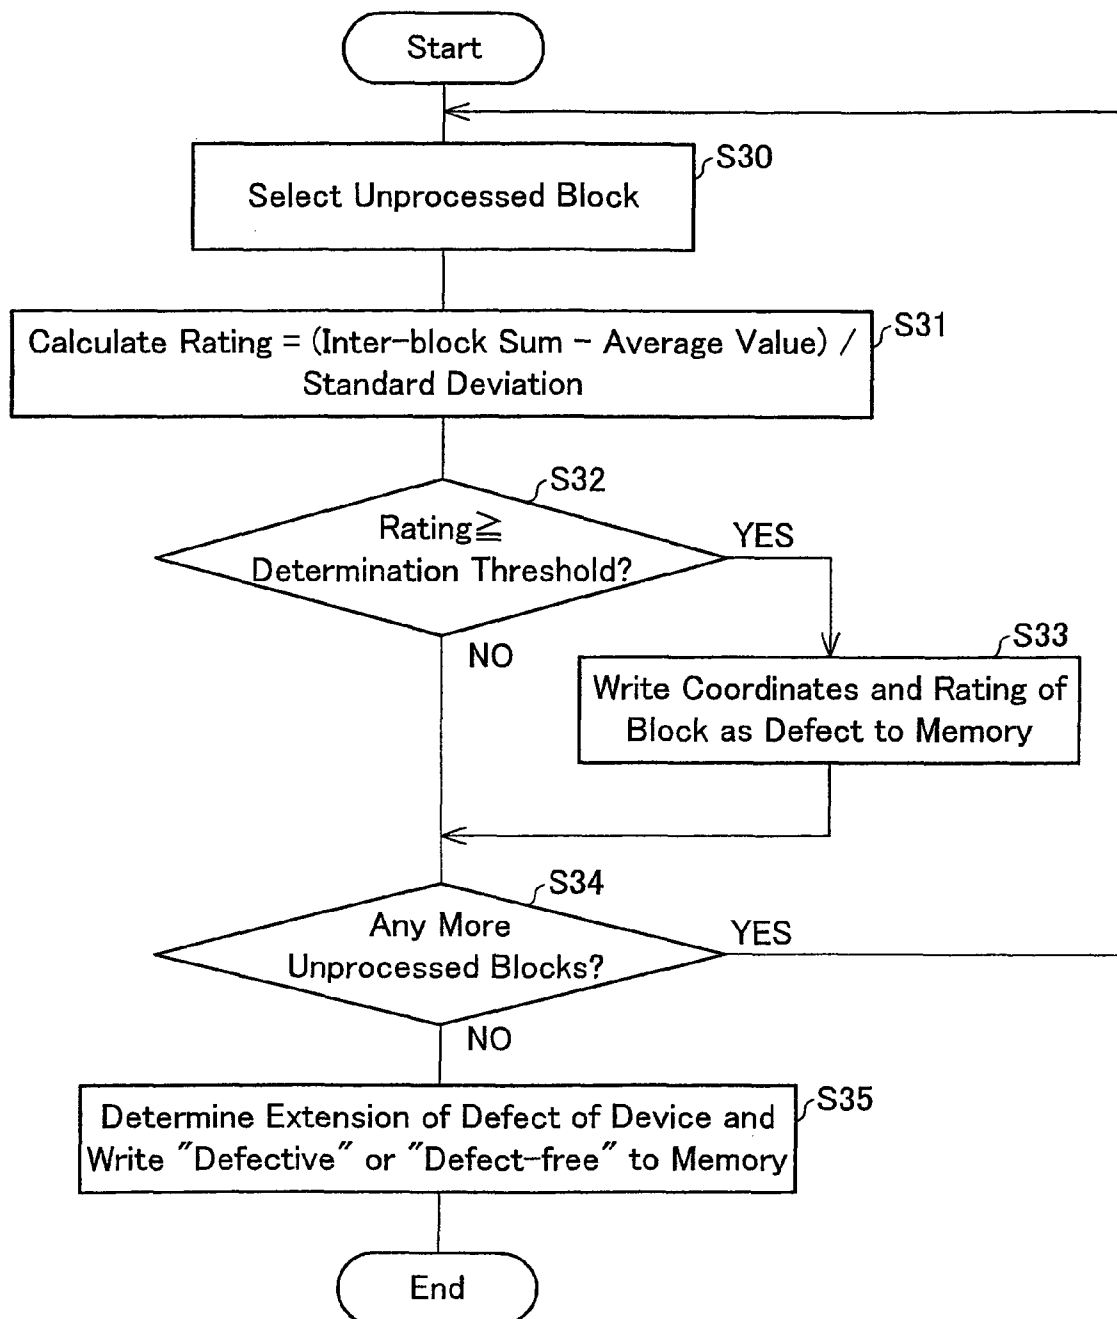 Start
S30
Select Unprocessed Block
S31
Calculate Rating = (Inter-block Sum - Average Value) /
Standard Deviation
S32
Rating≧
Determination Threshold?
YES
NO
S33
Write Coordinates and Rating of
Block as Defect to Memory
S34
Any More
Unprocessed Blocks?
YES
NO
S35
Determine Extension of Defect of Device and
Write "Defective" or "Defect-free" to Memory
End